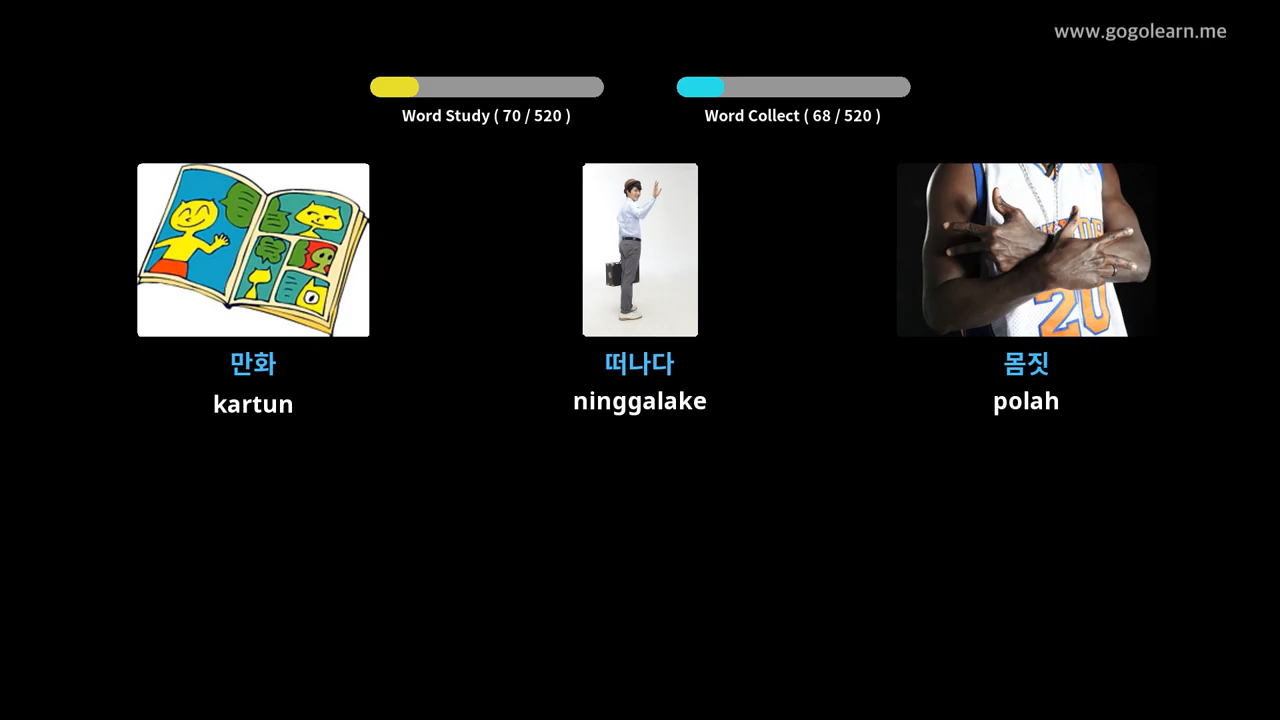 www.gogolearn.me
Word Study ( 70 / 520 )
Word Collect ( 68 / 520 )
20
만화
떠나다
몸짓
kartun
ninggalake
polah